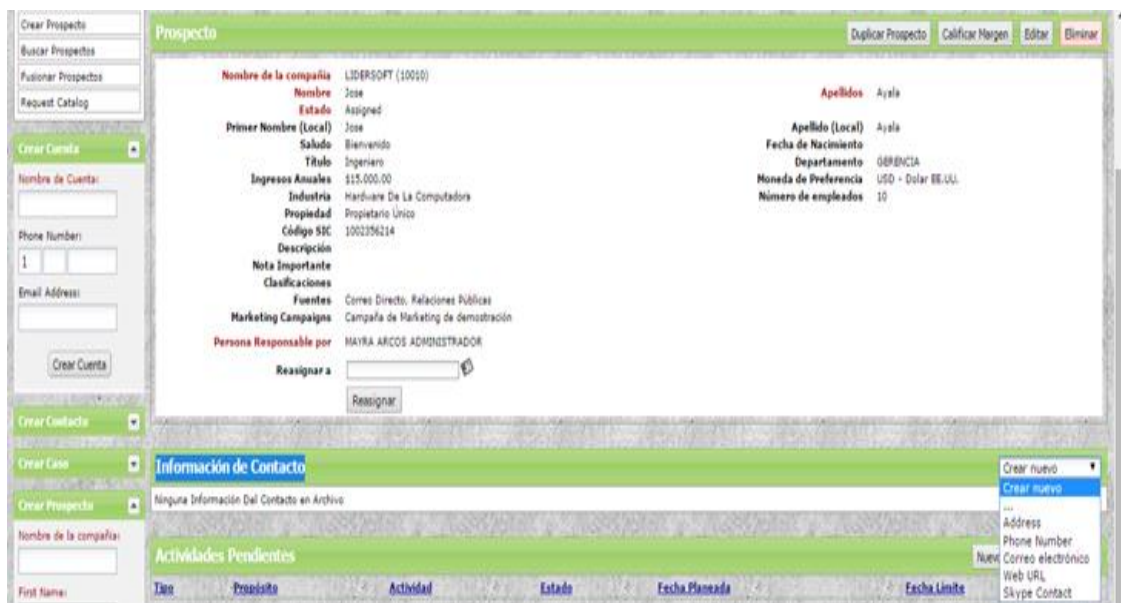 Crear Prospecto
Buscar Prospectos
Fusionar Prospectos
Request Catalog
Crear Cuenta
Nombre de Cuenta:
Phone Number:
1
Email Address:
Crear Cuenta
Crear Contacto
Crear Caso
Crear Prospecto
Nombre de la compañia:
First Name:
Prospecto
Duplicar Prospecto Calificar Margen Editar Eliminar
Nombre de la compañia LIDERSOFT (10010)
Nombre Jose Apellidos Ayala
Estado Assigned
Primer Nombre (Local) Jose Apellido (Local) Ayala
Saludo Bienvenido Fecha de Nacimiento
Título Ingeniero Departamento GERENCIA
Ingresos Anuales $15,000.00 Moneda de Preferencia USD - Dolar EE.UU.
Industria Hardware De La Computadora Número de empleados 10
Propiedad Propietario Único
Código SIC 1002356214
Descripción
Nota Importante
Clasificaciones
Fuentes Correo Directo, Relaciones Públicas
Marketing Campaigns Campaña de Marketing de demostración
Persona Responsable por MAYRA ARCOS ADMINISTRADOR
Reasignar a
Reasignar
Información de Contacto
Crear nuevo
Ninguna Información Del Contacto en Archivo
Crear nuevo
...
Address
Phone Number
Correo electrónico
Web URL
Skype Contact
Actividades Pendientes
Tipo Propósito Actividad Estado Fecha Planeada Fecha Límite